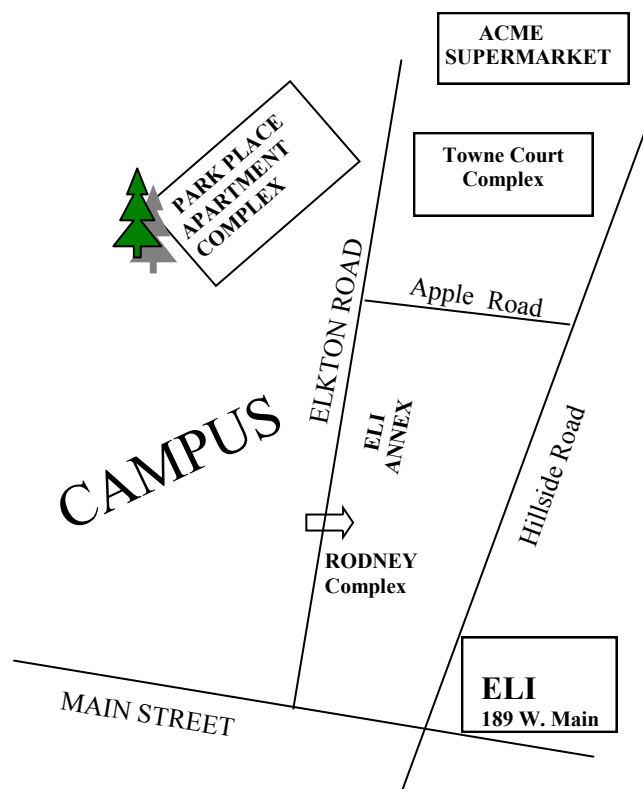 ACME
SUPERMARKET
PARK PLACE
APARTMENT
COMPLEX
Towne Court
Complex
ELKTON ROAD
Apple Road
CAMPUS
ELI
ANNEX
Hillside Road
RODNEY
Complex
MAIN STREET
ELI
189 W. Main